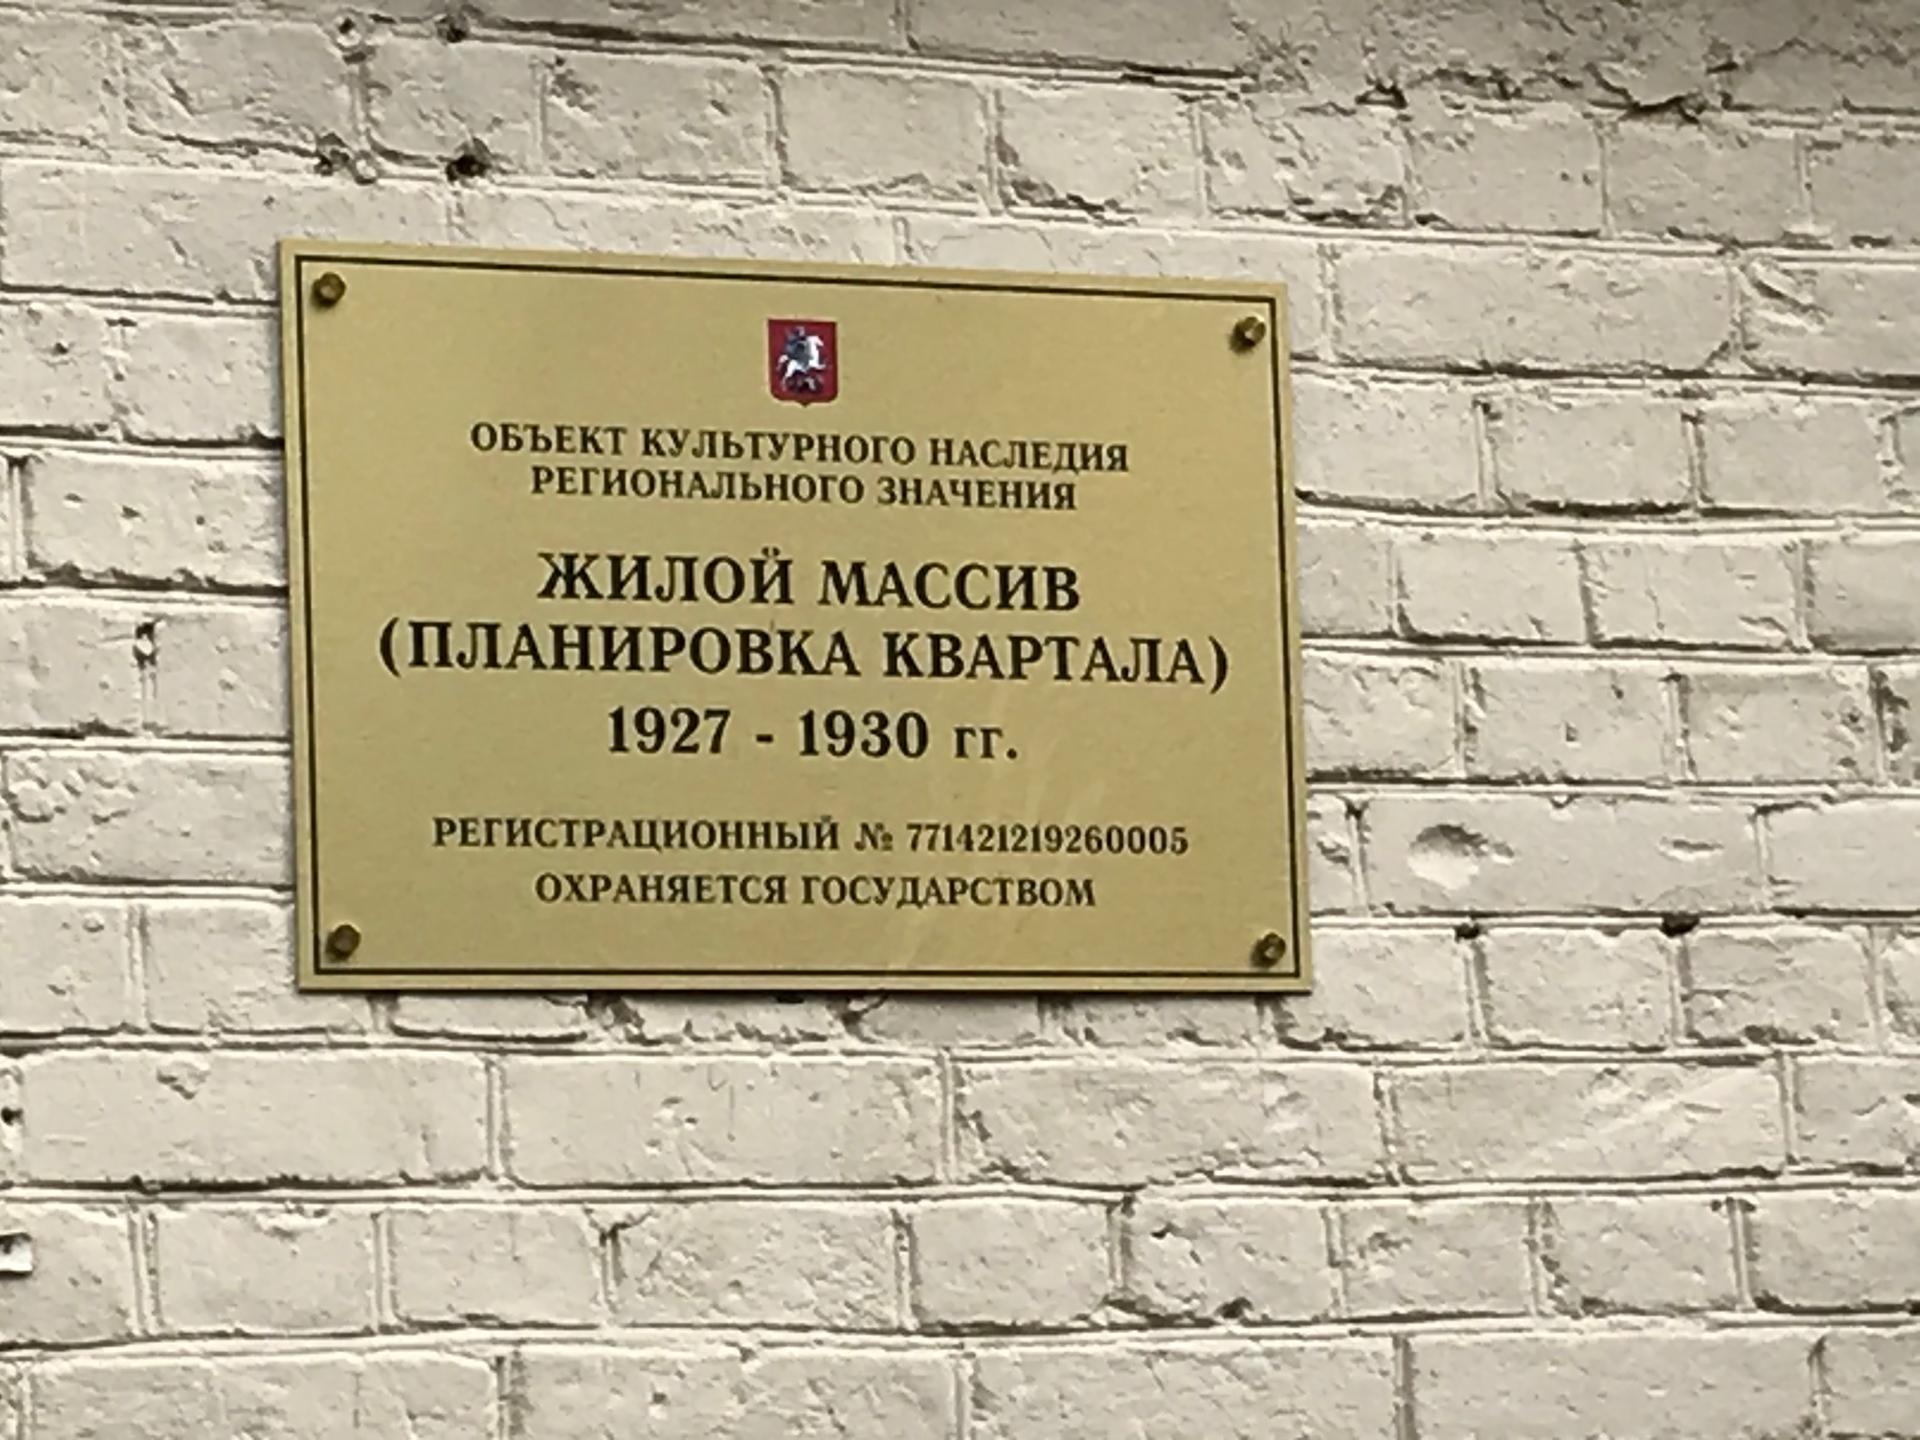 ОБЪЕКТ КУЛЬТУРНОГО НАСЛЕДИЯ
РЕГИОНАЛЬНОГО ЗНАЧЕНИЯ
ЖИЛОЙ МАССИВ
(ПЛАНИРОВКА КВАРТАЛА)
1927 - 1930 гг.
РЕГИСТРАЦИОННЫЙ № 771421219260005
ОХРАНЯЕТСЯ ГОСУДАРСТВОМ